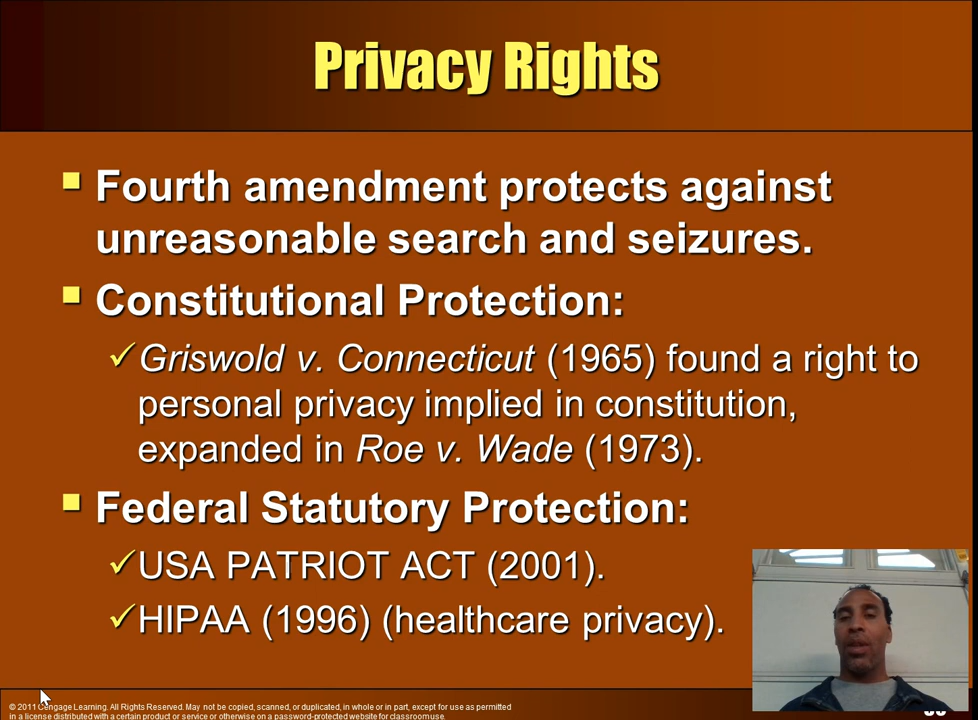 Privacy Rights
Fourth amendment protects against
unreasonable search and seizures.
Constitutional Protection:
Griswold v. Connecticut (1965) found a right to
personal privacy implied in constitution,
expanded in Roe v. Wade (1973).
Federal Statutory Protection:
USA PATRIOT ACT (2001).
HIPAA (1996) (healthcare privacy).
© 2011 Cengage Learning. All Rights Reserved. May not be copied, scanned, or duplicated, in whole or in part, except for use as permitted
in a license distributed with a certain product or service or otherwise on a password-protected website for classroom use.